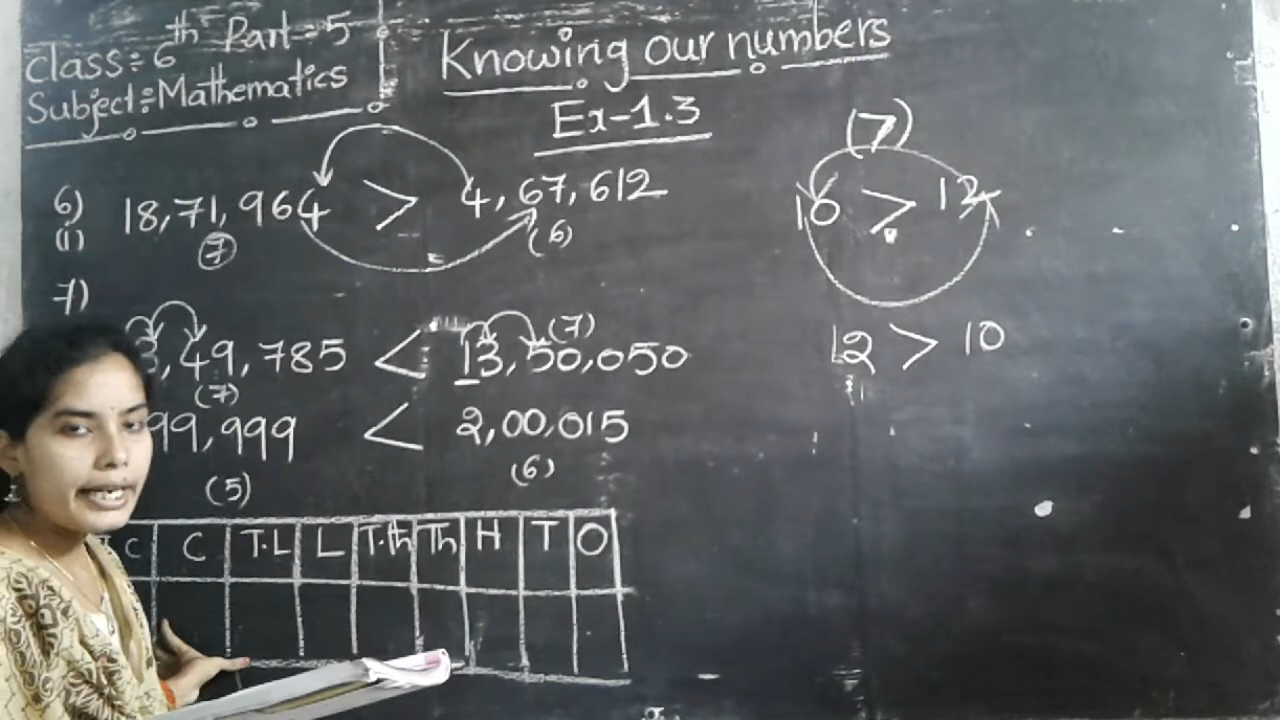 Class:- 6th Part-5
Subject:- Mathematics
Knowing our numbers
Ex-1.3
6)
(i) 18,71,964 > 4,67,612
(7) (6)
7)
3,49,785 < 13,50,050
(7) (7)
99,999 < 2,00,015
(5) (6)
C C T.L L T.th Th H T O
(>)
16 > 12
12 > 10